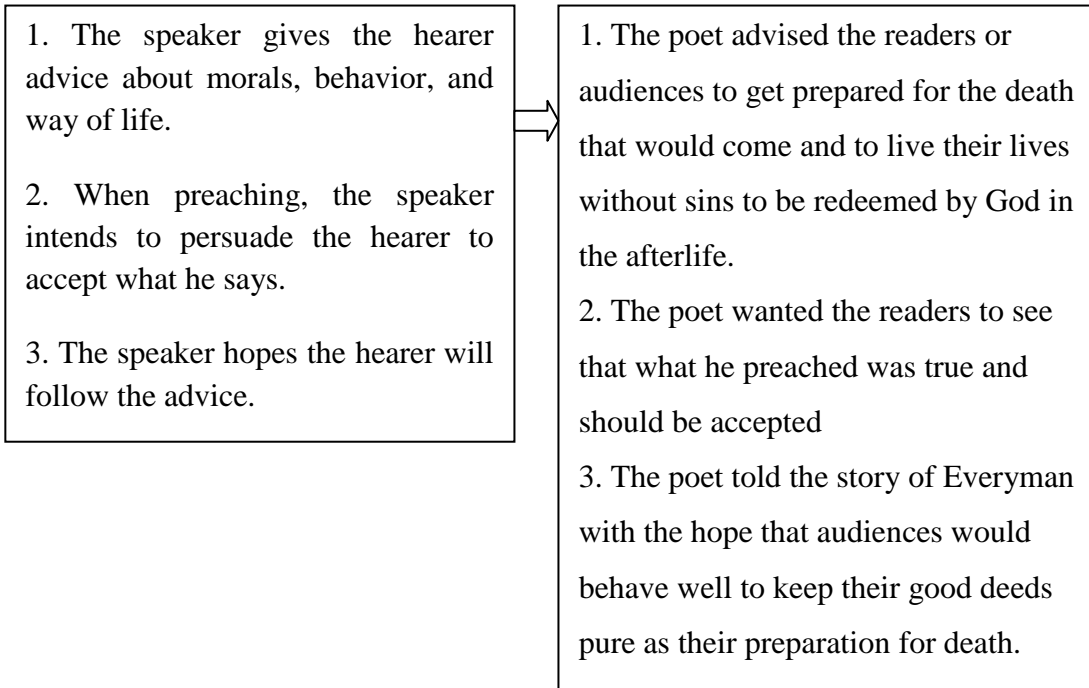 1. The speaker gives the hearer
advice about morals, behavior, and
way of life.
2. When preaching, the speaker
intends to persuade the hearer to
accept what he says.
3. The speaker hopes the hearer will
follow the advice.
1. The poet advised the readers or
audiences to get prepared for the death
that would come and to live their lives
without sins to be redeemed by God in
the afterlife.
2. The poet wanted the readers to see
that what he preached was true and
should be accepted
3. The poet told the story of Everyman
with the hope that audiences would
behave well to keep their good deeds
pure as their preparation for death.